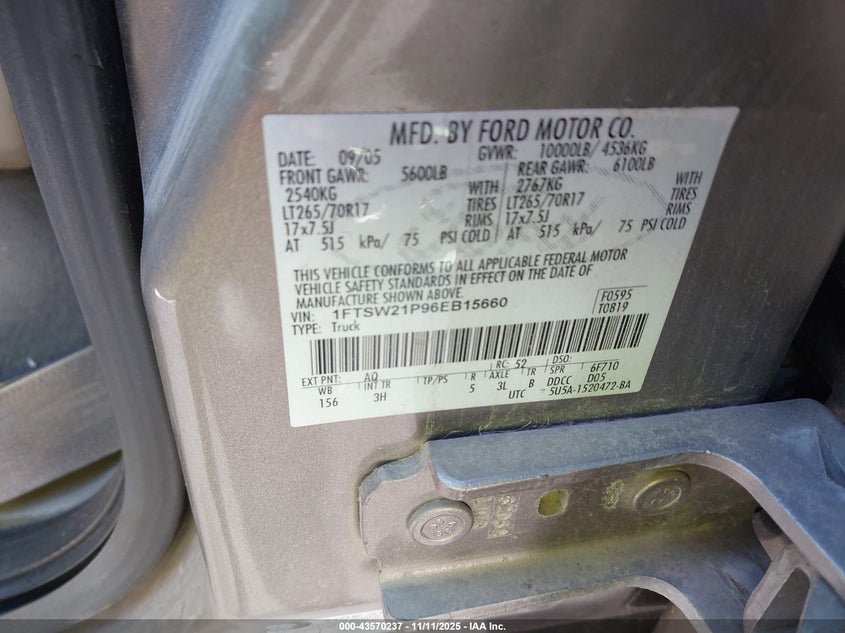 MFD. BY FORD MOTOR CO.
DATE: 09/05 GVWR: 10000LB/ 4536KG
FRONT GAWR: 5600LB REAR GAWR: 6100LB
2540KG WITH 2767KG WITH
LT265/70R17 TIRES LT265/70R17 TIRES
17x7.5J RIMS 17x7.5J RIMS
AT 515 kPa/ 75 PSI COLD AT 515 kPa/ 75 PSI COLD
THIS VEHICLE CONFORMS TO ALL APPLICABLE FEDERAL MOTOR
VEHICLE SAFETY STANDARDS IN EFFECT ON THE DATE OF
MANUFACTURE SHOWN ABOVE.
VIN: 1FTSW21P96EB15660 F0595
TYPE: Truck T0819
RC: 52 DSO:
EXT PNT: AQ 6F710
WB INT TR TP/PS R AXLE TR SPR
156 3H 5 3L B DDCC D05
UTC 5U5A-1520472-BA
000-43570237 - 11/11/2025 - IAA Inc.